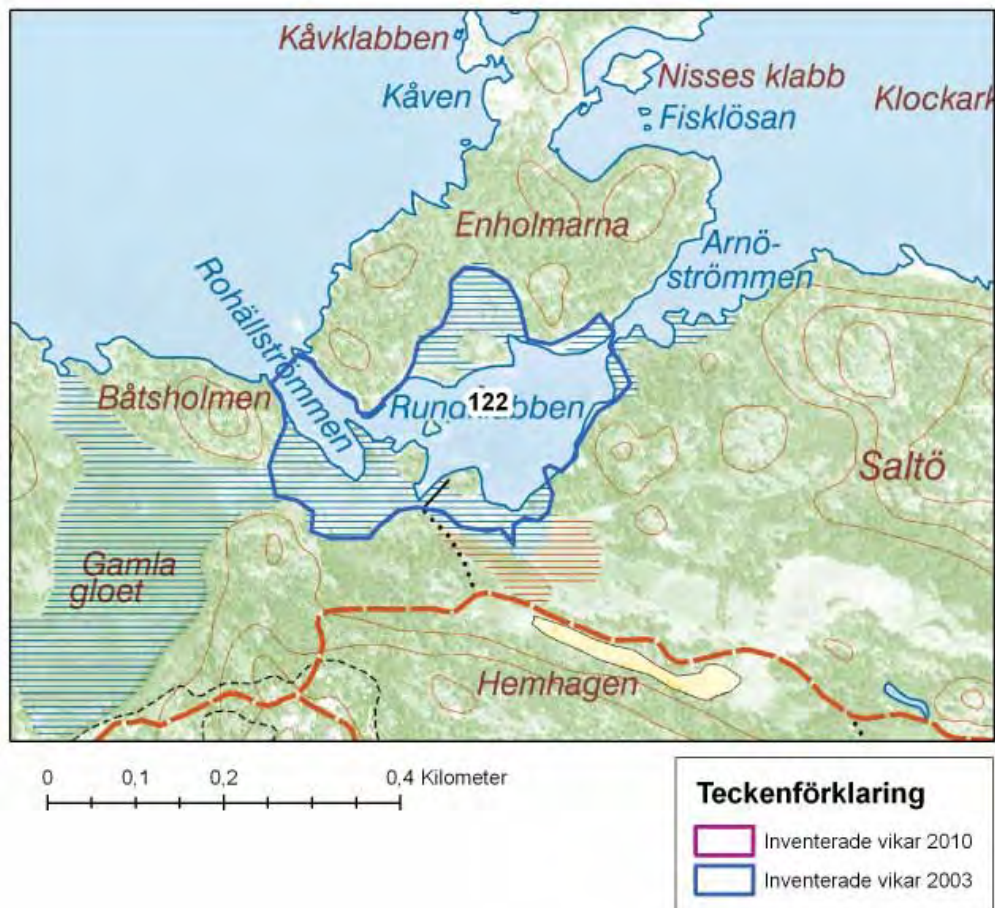 Kåvklabben
Nisses klabb
Kåven
Fisklösan
Enholmarna
Arnö-
strömmen
Rohällströmmen
Båtsholmen
122
Saltö
Gamla
gloet
Hemhagen
0 0,1 0,2 0,4 Kilometer
Teckenförklaring
Inventerade vikar 2010
Inventerade vikar 2003